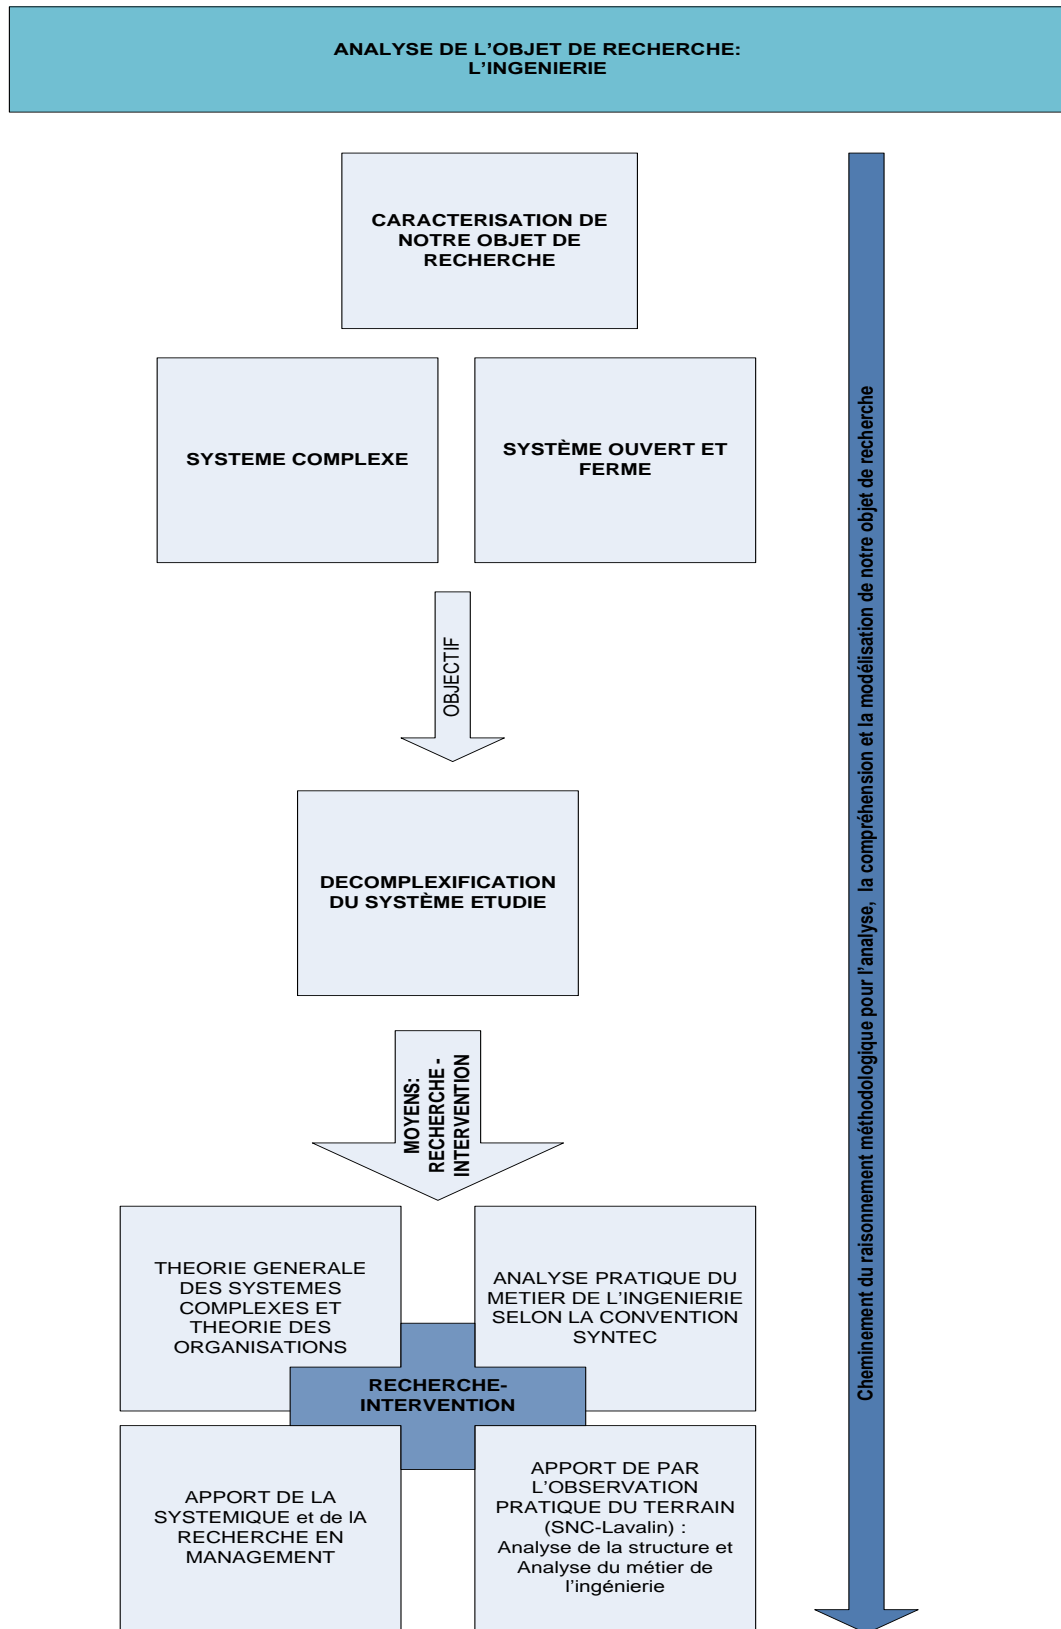 ANALYSE DE L'OBJET DE RECHERCHE:
L'INGENIERIE
CARACTERISATION DE
NOTRE OBJET DE
RECHERCHE
SYSTEME COMPLEXE
SYSTÈME OUVERT ET
FERME
OBJECTIF
DECOMPLEXIFICATION
DU SYSTÈME ETUDIE
MOYENS:
RECHERCHE -
INTERVENTION
THEORIE GENERALE
DES SYSTEMES
COMPLEXES ET
THEORIE DES
ORGANISATIONS
ANALYSE PRATIQUE DU
METIER DE L'INGENIERIE
SELON LA CONVENTION
SYNTEC
RECHERCHE-
INTERVENTION
APPORT DE LA
SYSTEMIQUE et de lA
RECHERCHE EN
MANAGEMENT
APPORT DE PAR
L'OBSERVATION
PRATIQUE DU TERRAIN
(SNC-Lavalin) :
Analyse de la structure et
Analyse du métier de
l'ingénierie
Cheminement du raisonnement méthodologique pour l'analyse, la compréhension et la modélisation de notre objet de recherche